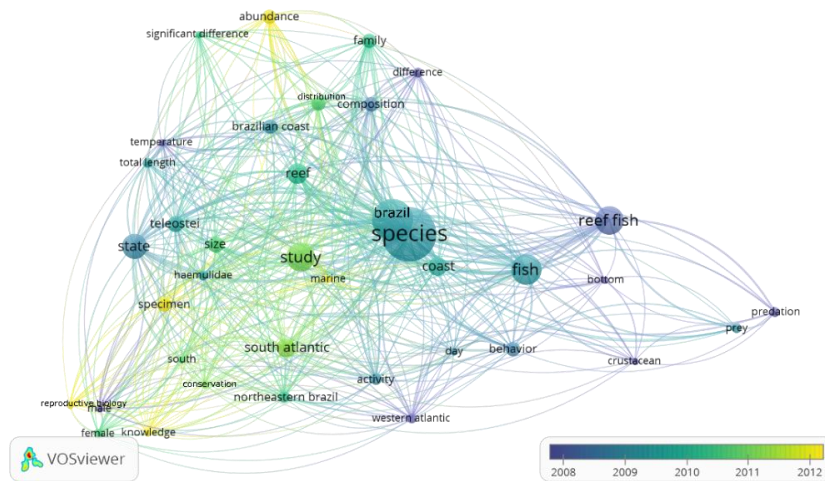 abundance
significant difference
family
difference
distribution
composition
brazilian coast
temperature
total length
reef
brazil
species
reef fish
teleostei
state
size
study
coast
fish
haemulidae
marine
bottom
specimen
predation
prey
south atlantic
day
behavior
south
crustacean
activity
conservation
northeastern brazil
reproductive biology
male
western atlantic
female
knowledge
VOSviewer
2008 2009 2010 2011 2012